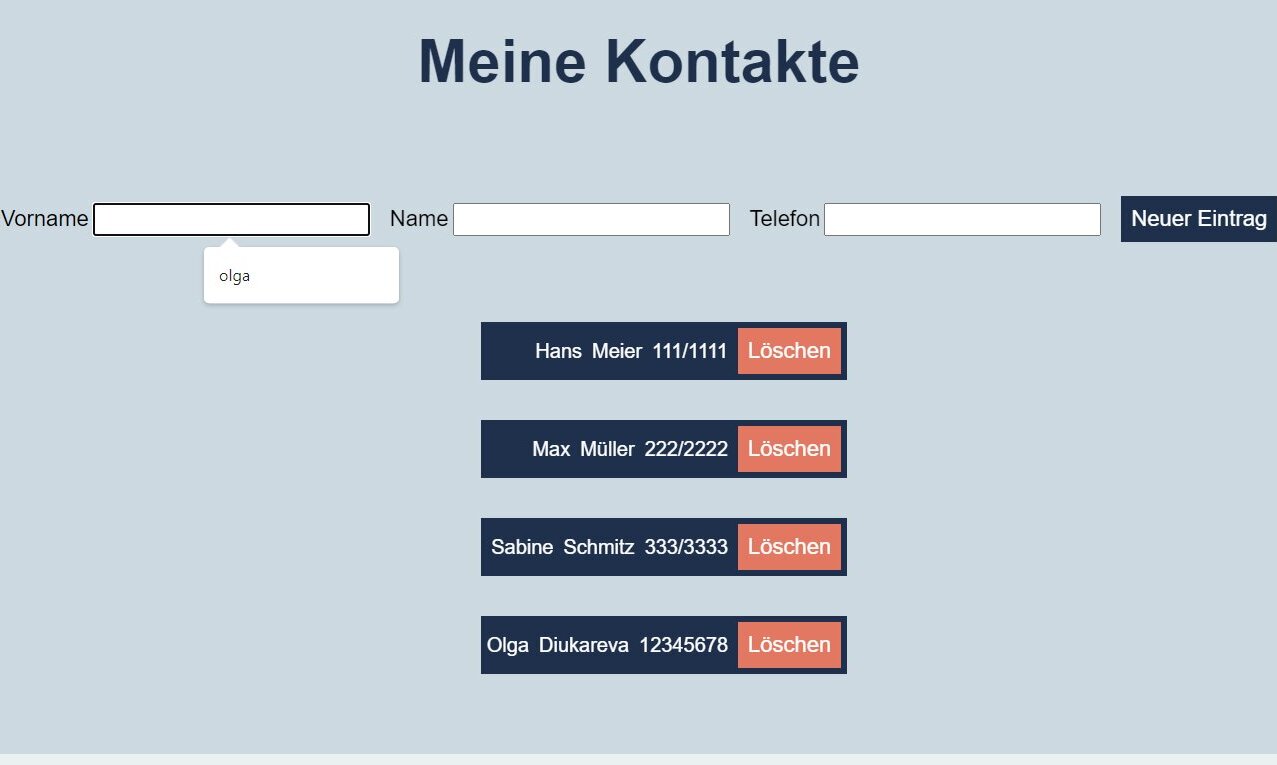 Meine Kontakte
Vorname Name Telefon Neuer Eintrag
olga
Hans Meier 111/1111 Löschen
Max Müller 222/2222 Löschen
Sabine Schmitz 333/3333 Löschen
Olga Diukareva 12345678 Löschen